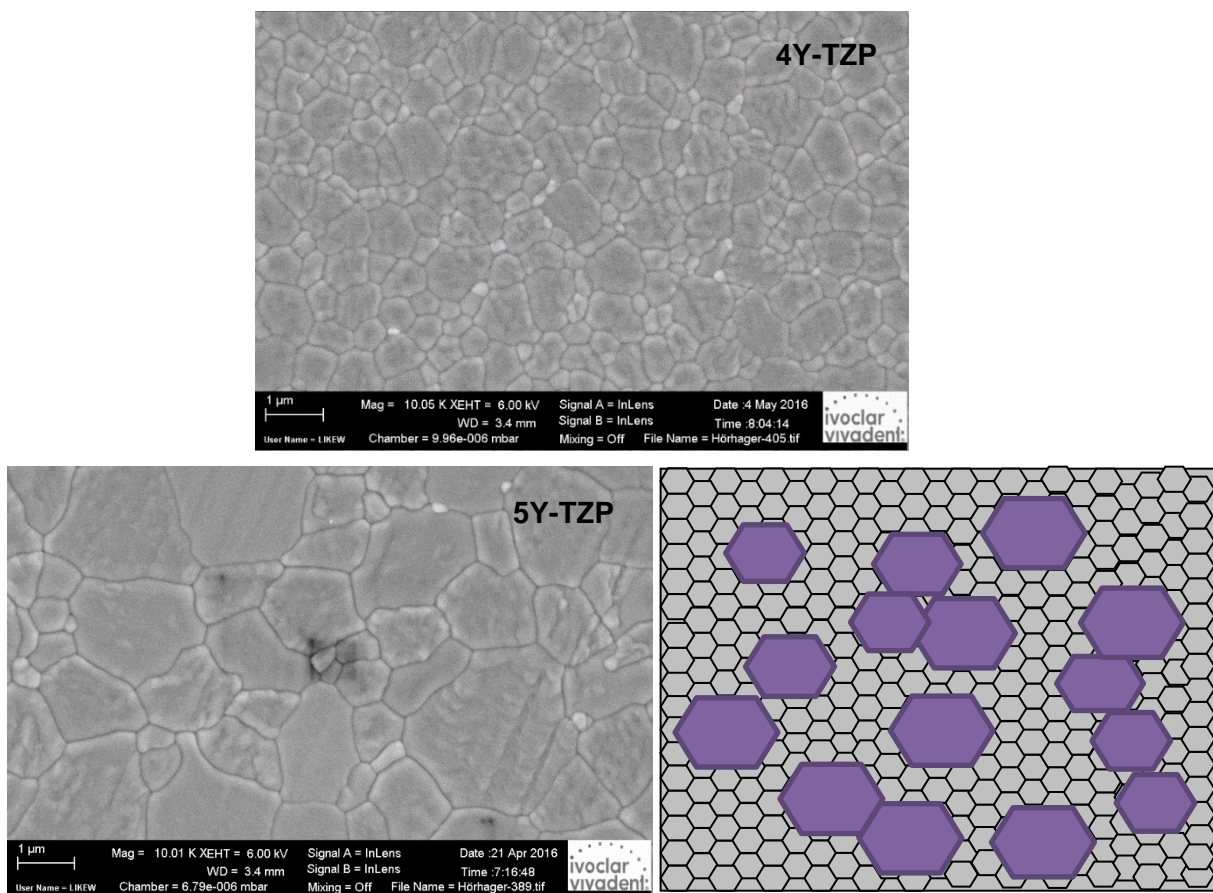 4Y-TZP
1 µm
Mag = 10.05 K X EHT = 6.00 kV Signal A = InLens Date :4 May 2016
WD = 3.4 mm Signal B = InLens Time :8:04:14
User Name = LIKEW Chamber = 9.96e-006 mbar Mixing = Off File Name = Hörhager-405.tif
ivoclar
vivadent:
5Y-TZP
1 µm
Mag = 10.01 K X EHT = 6.00 kV Signal A = InLens Date :21 Apr 2016
WD = 3.4 mm Signal B = InLens Time :7:16:48
User Name = LIKEW Chamber = 6.79e-006 mbar Mixing = Off File Name = Hörhager-389.tif
ivoclar
vivadent: